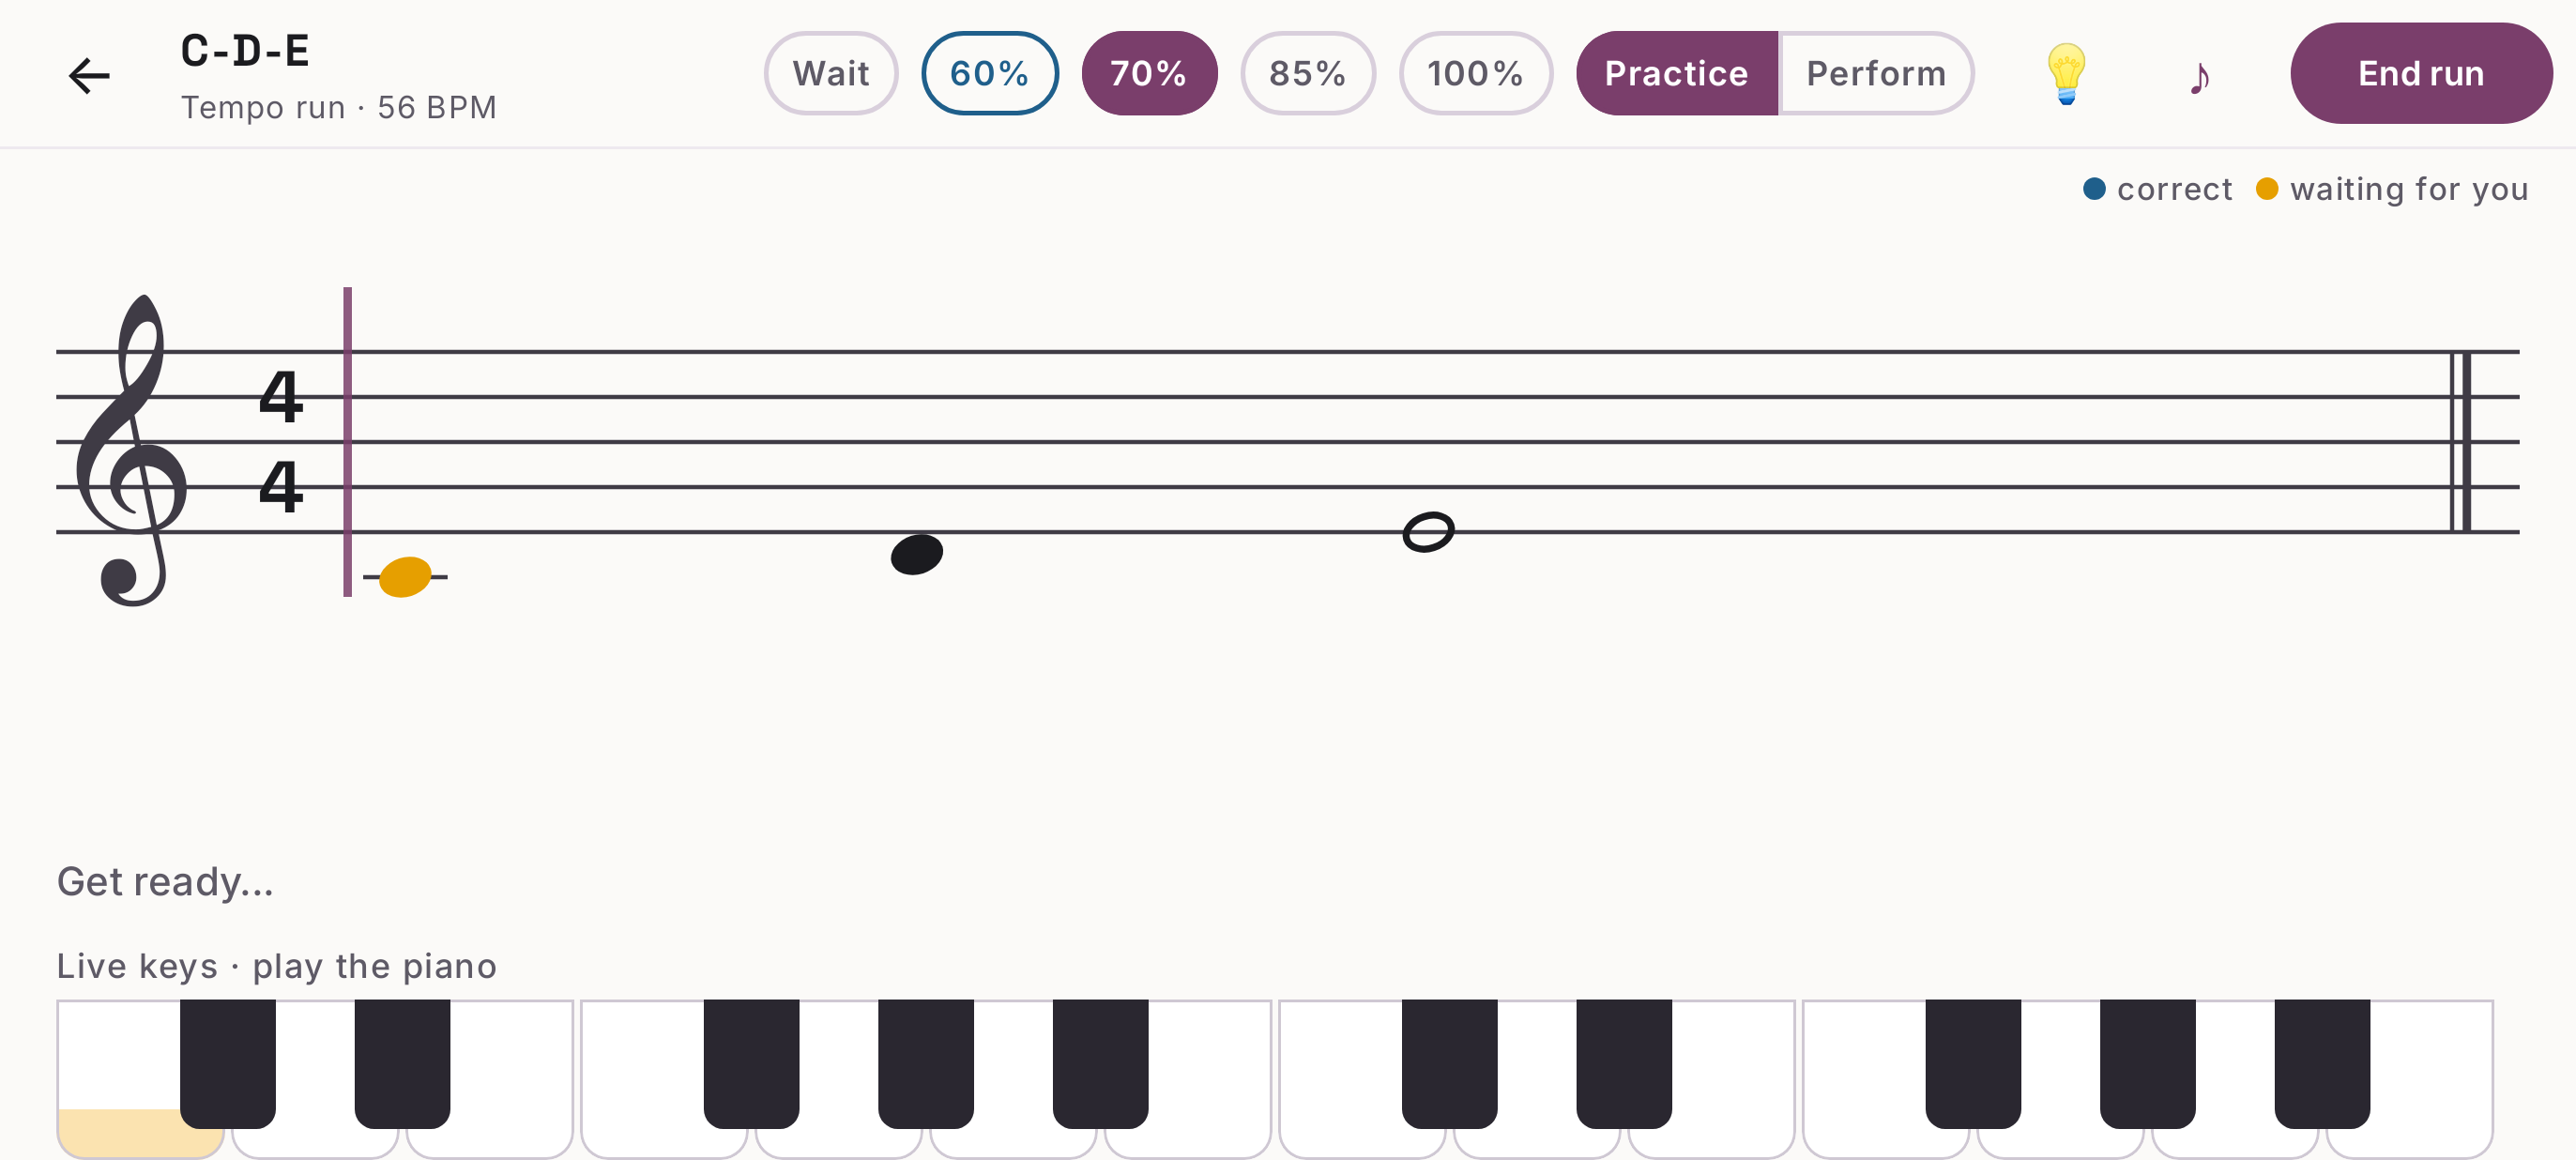 C-D-E
Tempo run · 56 BPM
Wait
60%
70%
85%
100%
Practice
Perform
End run
correct
waiting for you
4
4
Get ready...
Live keys · play the piano